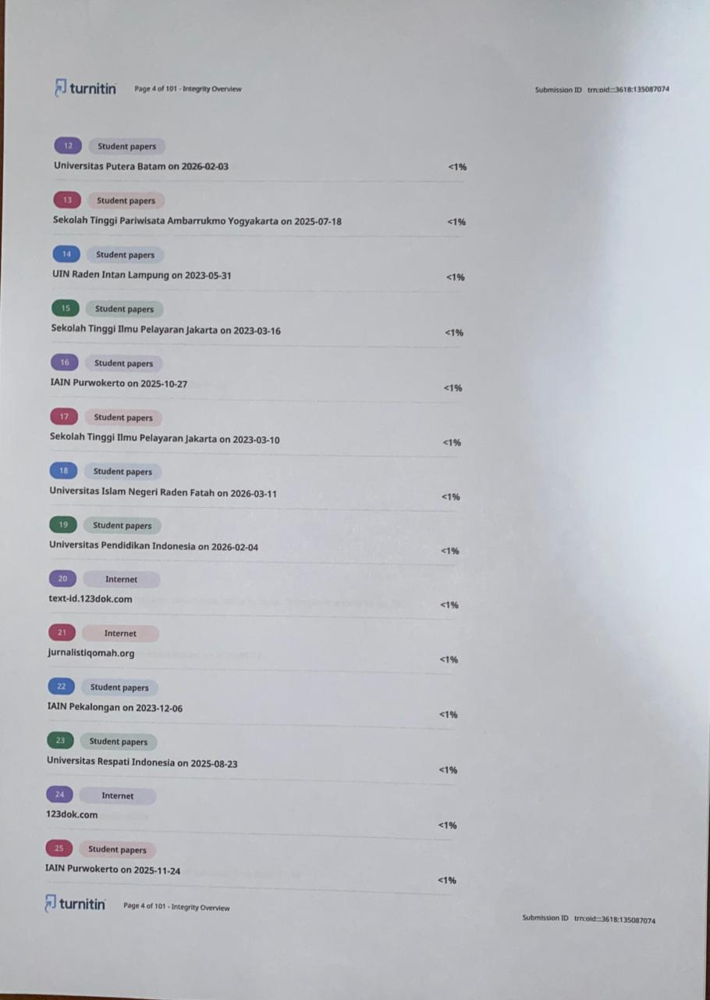 turnitin Page 4 of 101 - Integrity Overview Submission ID trn:oid:::3618:135087074
12 Student papers
Universitas Putera Batam on 2026-02-03 <1%
13 Student papers
Sekolah Tinggi Pariwisata Ambarrukmo Yogyakarta on 2025-07-18 <1%
14 Student papers
UIN Raden Intan Lampung on 2023-05-31 <1%
15 Student papers
Sekolah Tinggi Ilmu Pelayaran Jakarta on 2023-03-16 <1%
16 Student papers
IAIN Purwokerto on 2025-10-27 <1%
17 Student papers
Sekolah Tinggi Ilmu Pelayaran Jakarta on 2023-03-10 <1%
18 Student papers
Universitas Islam Negeri Raden Fatah on 2026-03-11 <1%
19 Student papers
Universitas Pendidikan Indonesia on 2026-02-04 <1%
20 Internet
text-id.123dok.com <1%
21 Internet
jurnalistiqomah.org <1%
22 Student papers
IAIN Pekalongan on 2023-12-06 <1%
23 Student papers
Universitas Respati Indonesia on 2025-08-23 <1%
24 Internet
123dok.com <1%
25 Student papers
IAIN Purwokerto on 2025-11-24 <1%
turnitin Page 4 of 101 - Integrity Overview Submission ID trn:oid:::3618:135087074